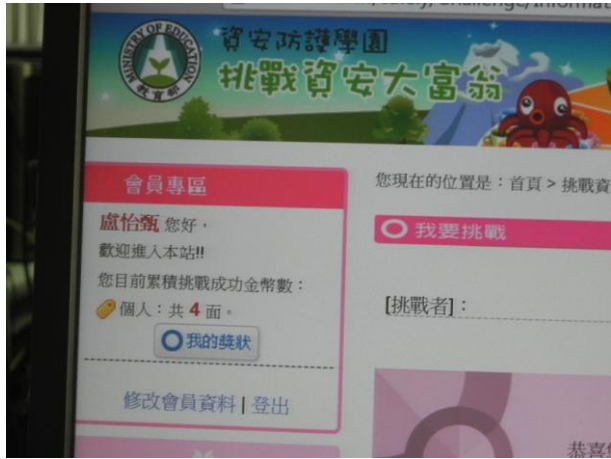 MINISTRY OF EDUCATION
教育部
資安防護學園
挑戰資安大富翁
會員專區
盧怡甄 您好，
歡迎進入本站!!
您目前累積挑戰成功金幣數：
個人：共 4 面。
我的獎狀
修改會員資料 | 登出
您現在的位置是：首頁 > 挑戰資
我要挑戰
[挑戰者]：
恭喜